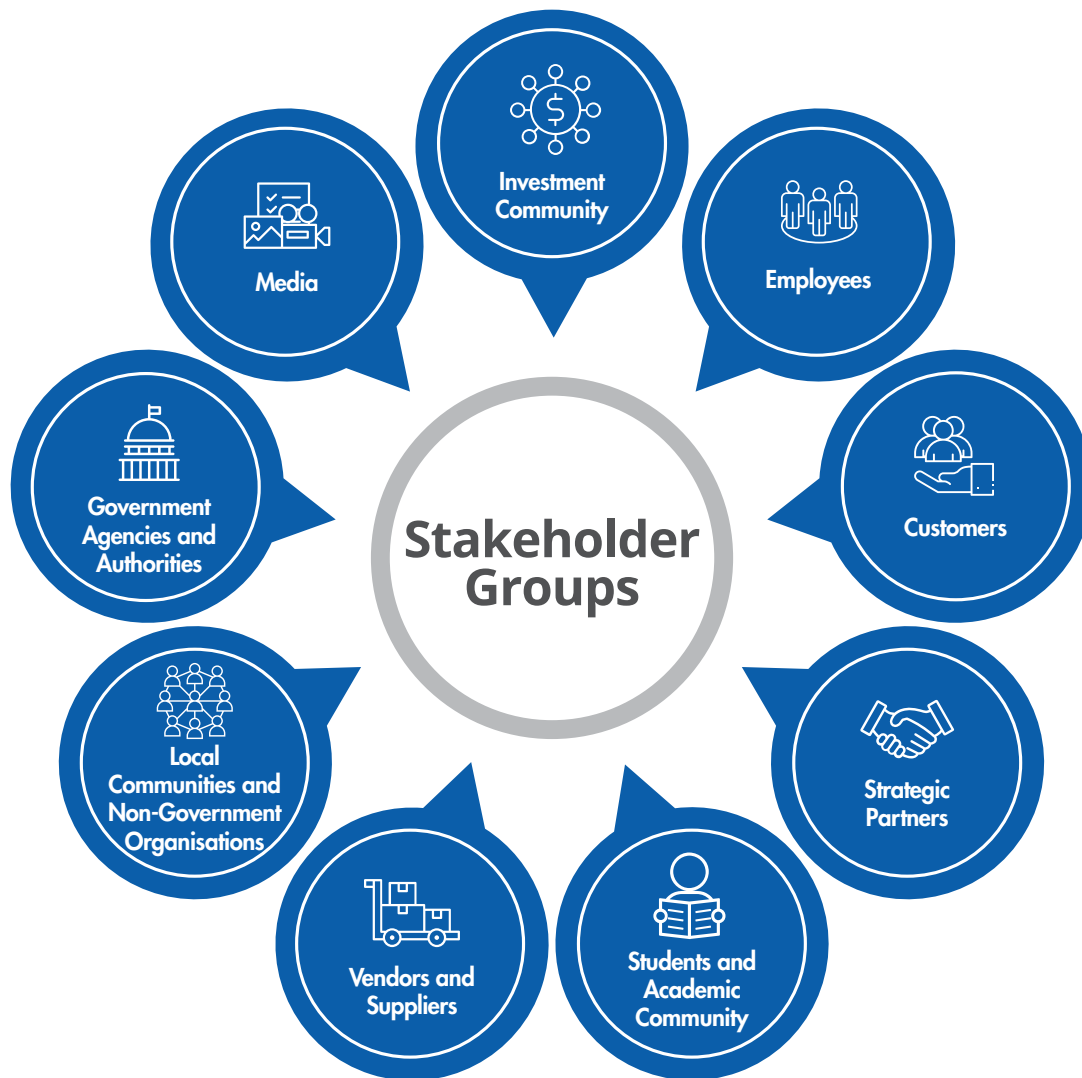 Investment
Community
Employees
Customers
Strategic
Partners
Students and
Academic
Community
Vendors and
Suppliers
Local
Communities and
Non-Government
Organisations
Government
Agencies and
Authorities
Media
Stakeholder
Groups